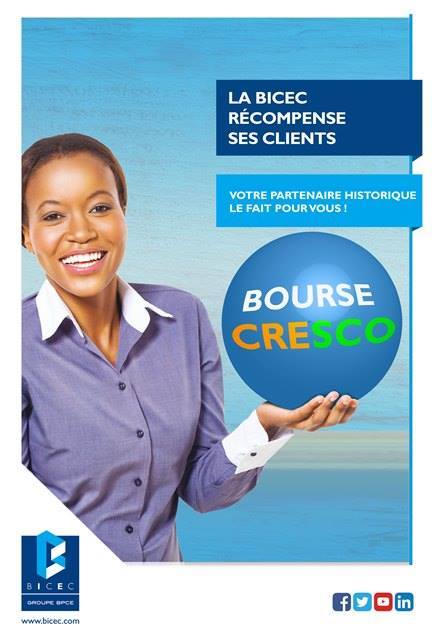 LA BICEC
RÉCOMPENSE
SES CLIENTS
VOTRE PARTENAIRE HISTORIQUE
LE FAIT POUR VOUS !
BOURSE
CRESCO
BICEC
GROUPE BPCE
www.bicec.com